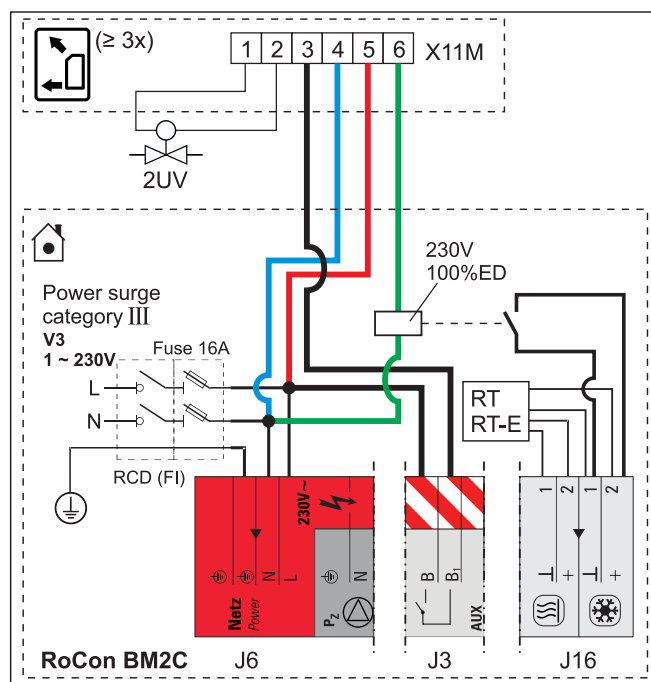 (≥ 3x)
1 2 3 4 5 6 X11M
2UV
230V
100%ED
Power surge
category III
V3
1 ~ 230V
Fuse 16A
L
N
RCD (FI)
RT
RT-E
230V~
N L
Netz
Power
N
PZ
B B1
AUX
1 2 1 2
+ +
RoCon BM2C J6 J3 J16